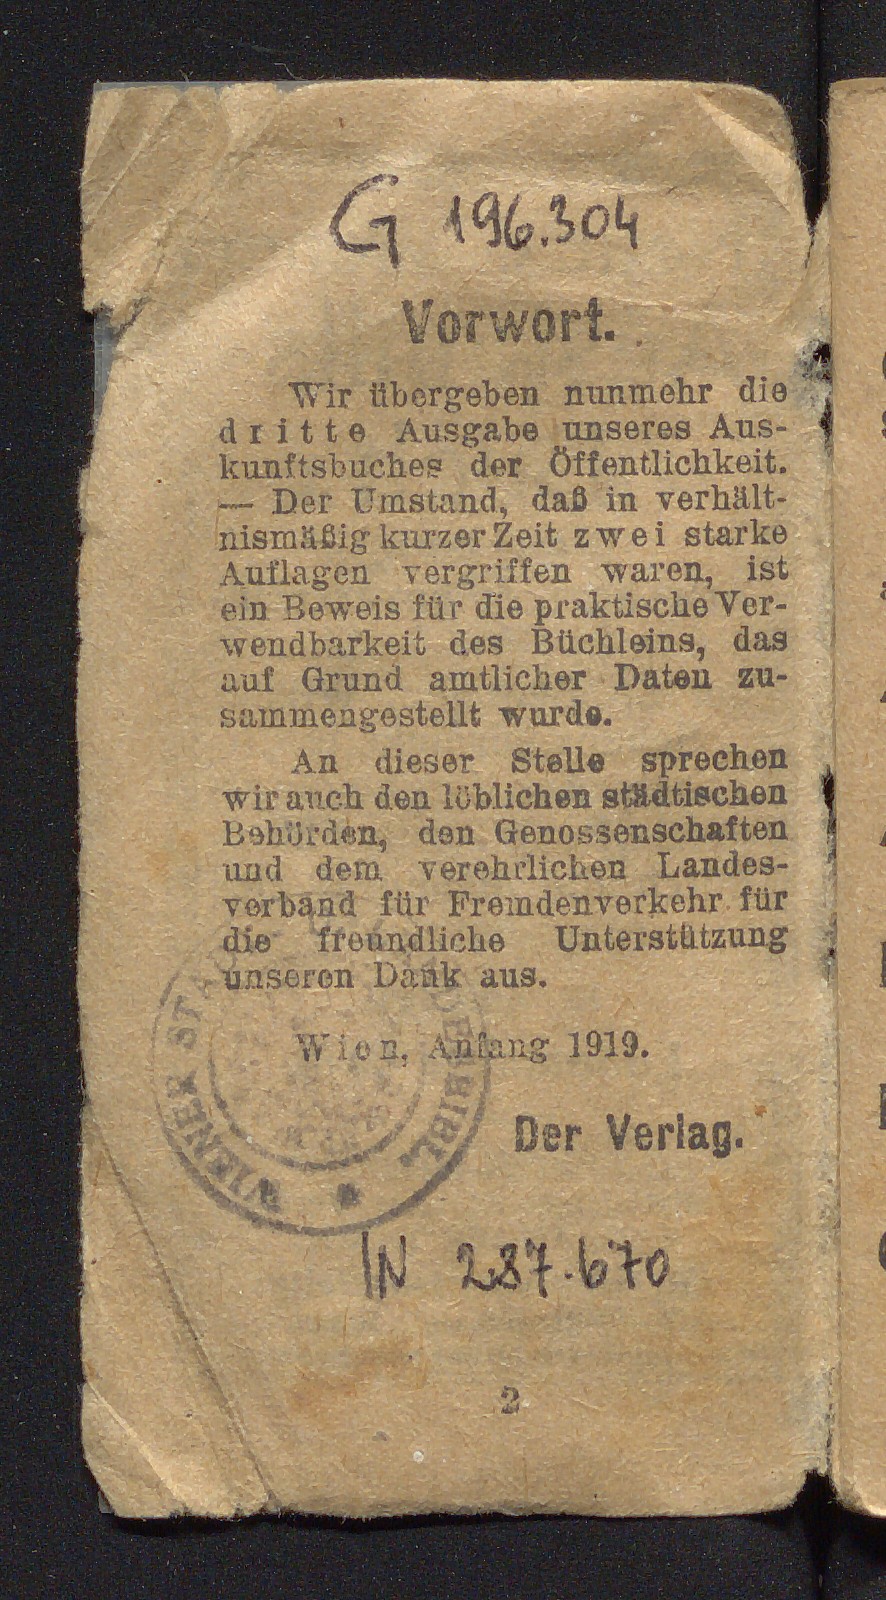 G 196.304
Vorwort.
Wir übergeben nunmehr die
dritte Ausgabe unseres Aus-
kunftsbuches der Öffentlichkeit.
— Der Umstand, daß in verhält-
nismäßig kurzer Zeit zwei starke
Auflagen vergriffen waren, ist
ein Beweis für die praktische Ver-
wendbarkeit des Büchleins, das
auf Grund amtlicher Daten zu-
sammengestellt wurde.
An dieser Stelle sprechen
wir auch den löblichen städtischen
Behörden, den Genossenschaften
und dem verehrlichen Landes-
verband für Fremdenverkehr für
die freundliche Unterstützung
unseren Dank aus.
Wien, Anfang 1919.
Der Verlag.
WIENER
BIBL.
IN 287.670
2